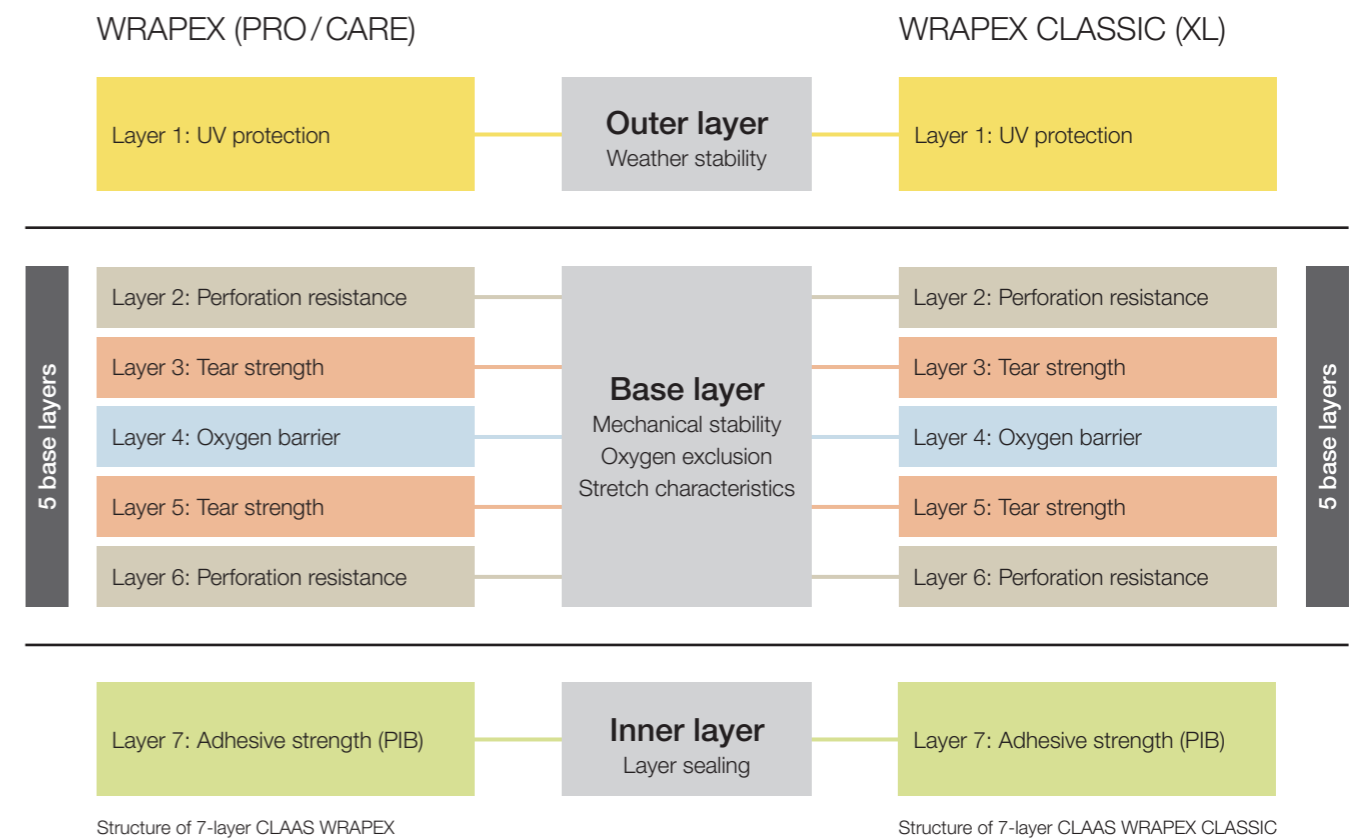 WRAPEX (PRO/CARE)
WRAPEX CLASSIC (XL)
Layer 1: UV protection
Outer layer
Weather stability
Layer 1: UV protection
5 base layers
Layer 2: Perforation resistance
Layer 3: Tear strength
Layer 4: Oxygen barrier
Layer 5: Tear strength
Layer 6: Perforation resistance
Base layer
Mechanical stability
Oxygen exclusion
Stretch characteristics
Layer 2: Perforation resistance
Layer 3: Tear strength
Layer 4: Oxygen barrier
Layer 5: Tear strength
Layer 6: Perforation resistance
5 base layers
Layer 7: Adhesive strength (PIB)
Inner layer
Layer sealing
Layer 7: Adhesive strength (PIB)
Structure of 7-layer CLAAS WRAPEX
Structure of 7-layer CLAAS WRAPEX CLASSIC